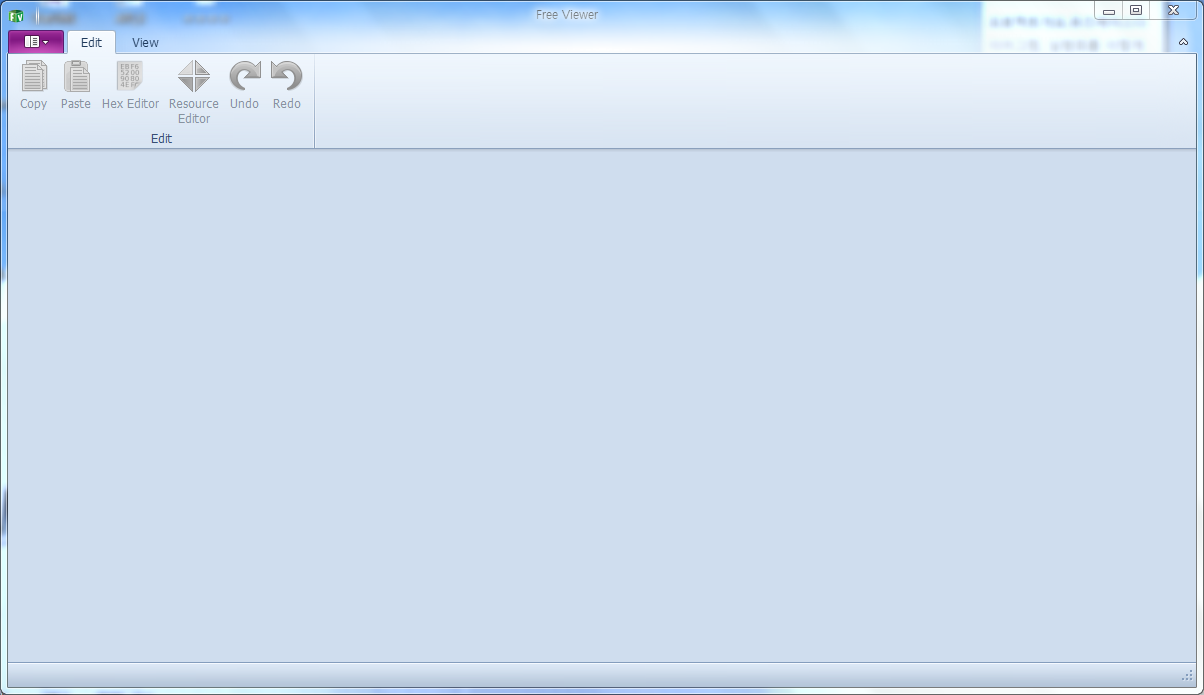 FV
Free Viewer
Edit View
Copy Paste Hex Editor Resource Editor Undo Redo
Edit